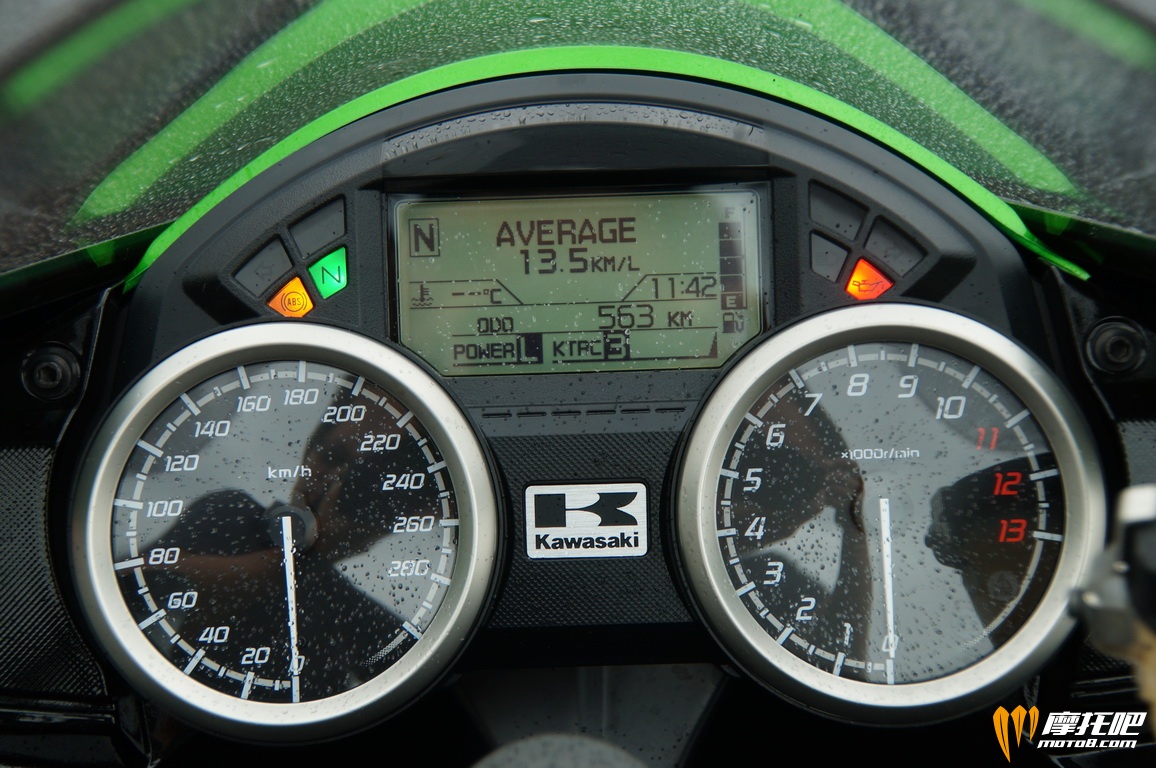 N
AVERAGE
F
13.5KM/L
N
ABS
--°C
11:42
E
ODO
563 KM
POWER L KTRC 3
km/h
0
20
40
60
80
100
120
140
160
180
200
220
240
260
280
Kawasaki
x1000r/min
0
1
2
3
4
5
6
7
8
9
10
11
12
13
摩托吧
moto8.com